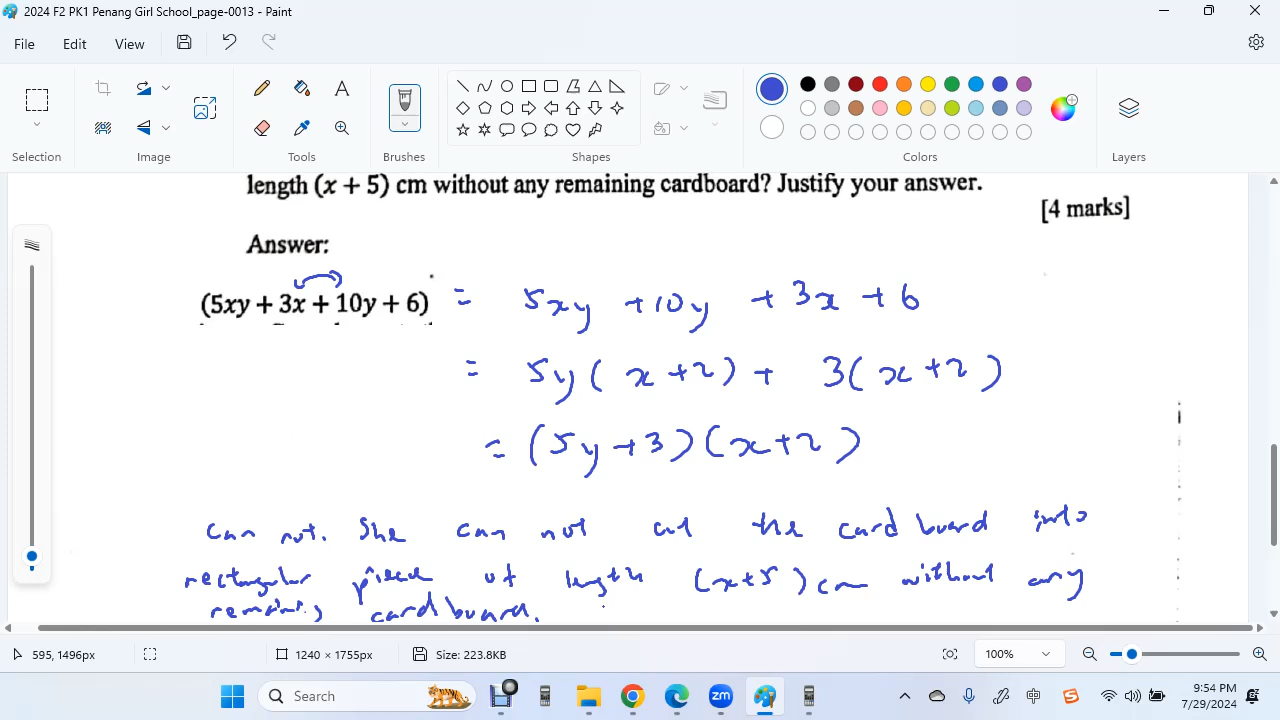 2024 F2 PK1 Penang Girl School_page-0013 - Paint
File Edit View
Selection Image Tools Brushes Shapes Colors Layers
length (x + 5) cm without any remaining cardboard? Justify your answer.
[4 marks]
Answer:
(5xy + 3x + 10y + 6) = 5xy + 10y + 3x + 6
= 5y(x+2) + 3(x+2)
= (5y+3)(x+2)
can not. She can not cut the card board into
rectangular piece of length (x+5) cm without any
remaining cardboard.
595, 1496px 1240 × 1755px Size: 223.8KB 100%
Search zm 中 9:54 PM
7/29/2024